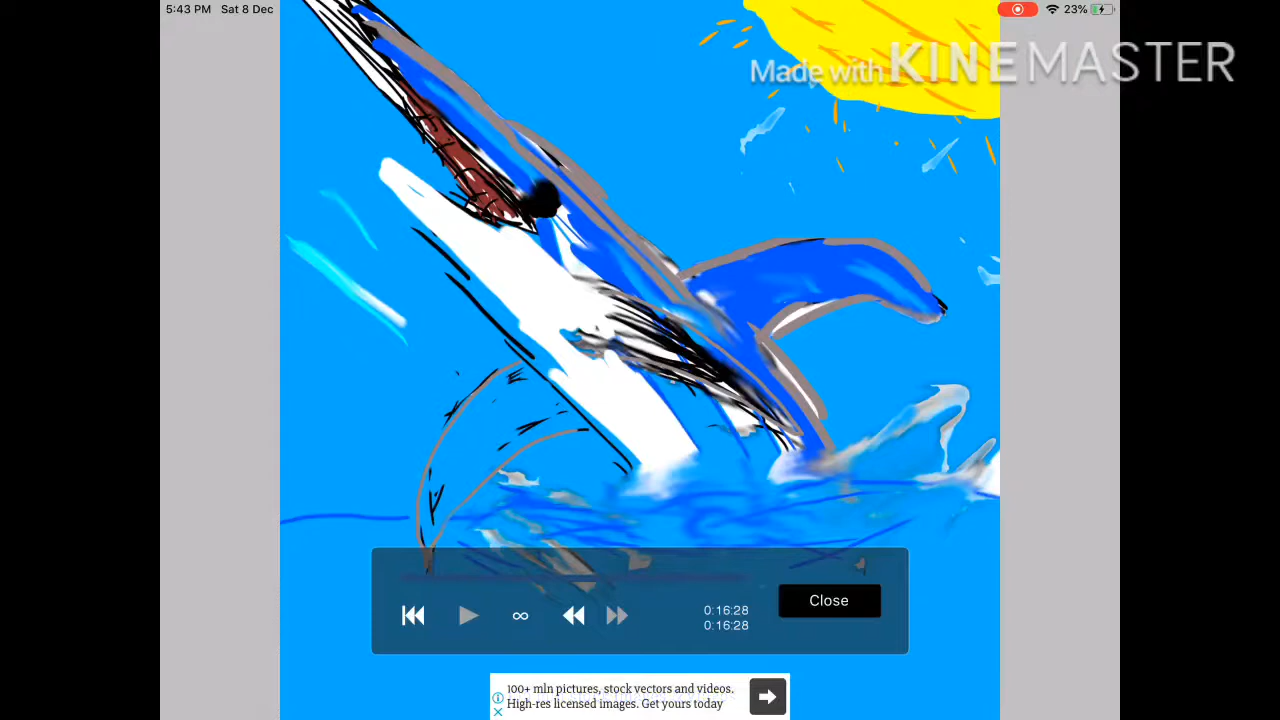 5:43 PM Sat 8 Dec
23%
Made with KINEMASTER
0:16:28
0:16:28
Close
100+ mln pictures, stock vectors and videos.
High-res licensed images. Get yours today